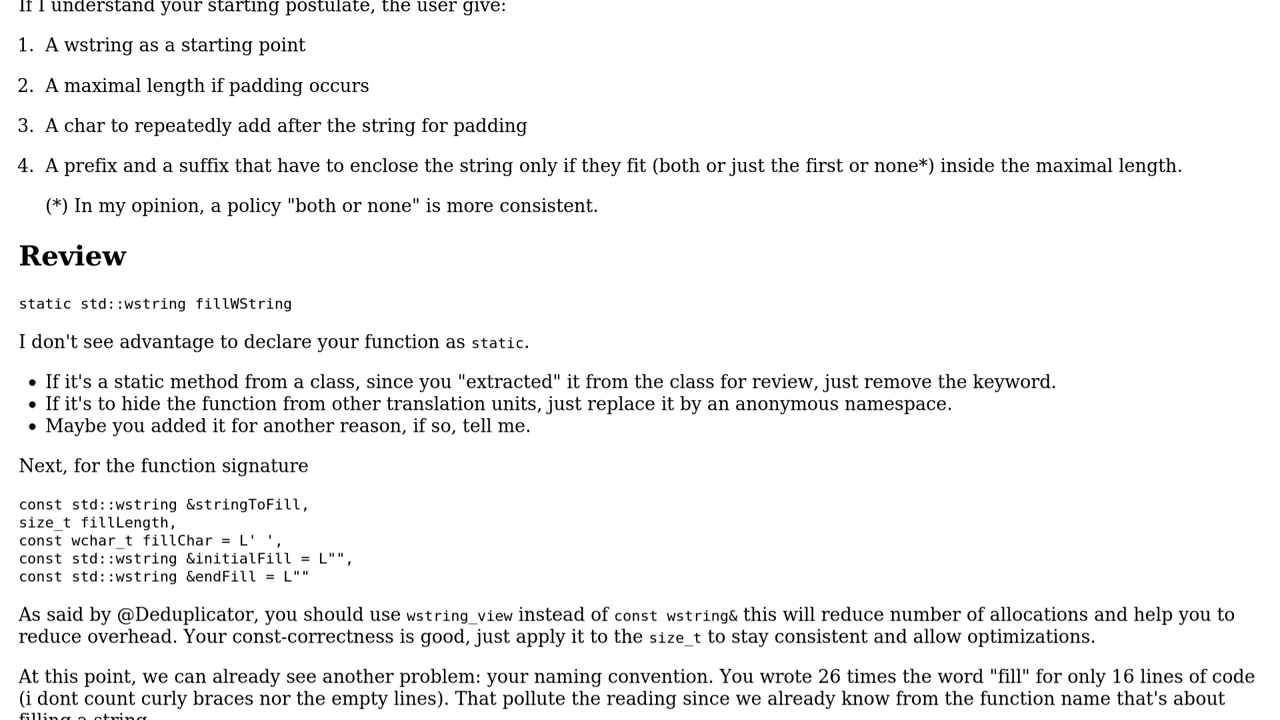 If I understand your starting postulate, the user give:
1. A wstring as a starting point
2. A maximal length if padding occurs
3. A char to repeatedly add after the string for padding
4. A prefix and a suffix that have to enclose the string only if they fit (both or just the first or none*) inside the maximal length.
(*) In my opinion, a policy "both or none" is more consistent.
Review
static std::wstring fillWString
I don't see advantage to declare your function as static.
• If it's a static method from a class, since you "extracted" it from the class for review, just remove the keyword.
• If it's to hide the function from other translation units, just replace it by an anonymous namespace.
• Maybe you added it for another reason, if so, tell me.
Next, for the function signature
const std::wstring &stringToFill,
size_t fillLength,
const wchar_t fillChar = L' ',
const std::wstring &initialFill = L"",
const std::wstring &endFill = L""
As said by @Deduplicator, you should use wstring_view instead of const wstring& this will reduce number of allocations and help you to
reduce overhead. Your const-correctness is good, just apply it to the size_t to stay consistent and allow optimizations.
At this point, we can already see another problem: your naming convention. You wrote 26 times the word "fill" for only 16 lines of code
(i dont count curly braces nor the empty lines). That pollute the reading since we already know from the function name that's about
filling a string.